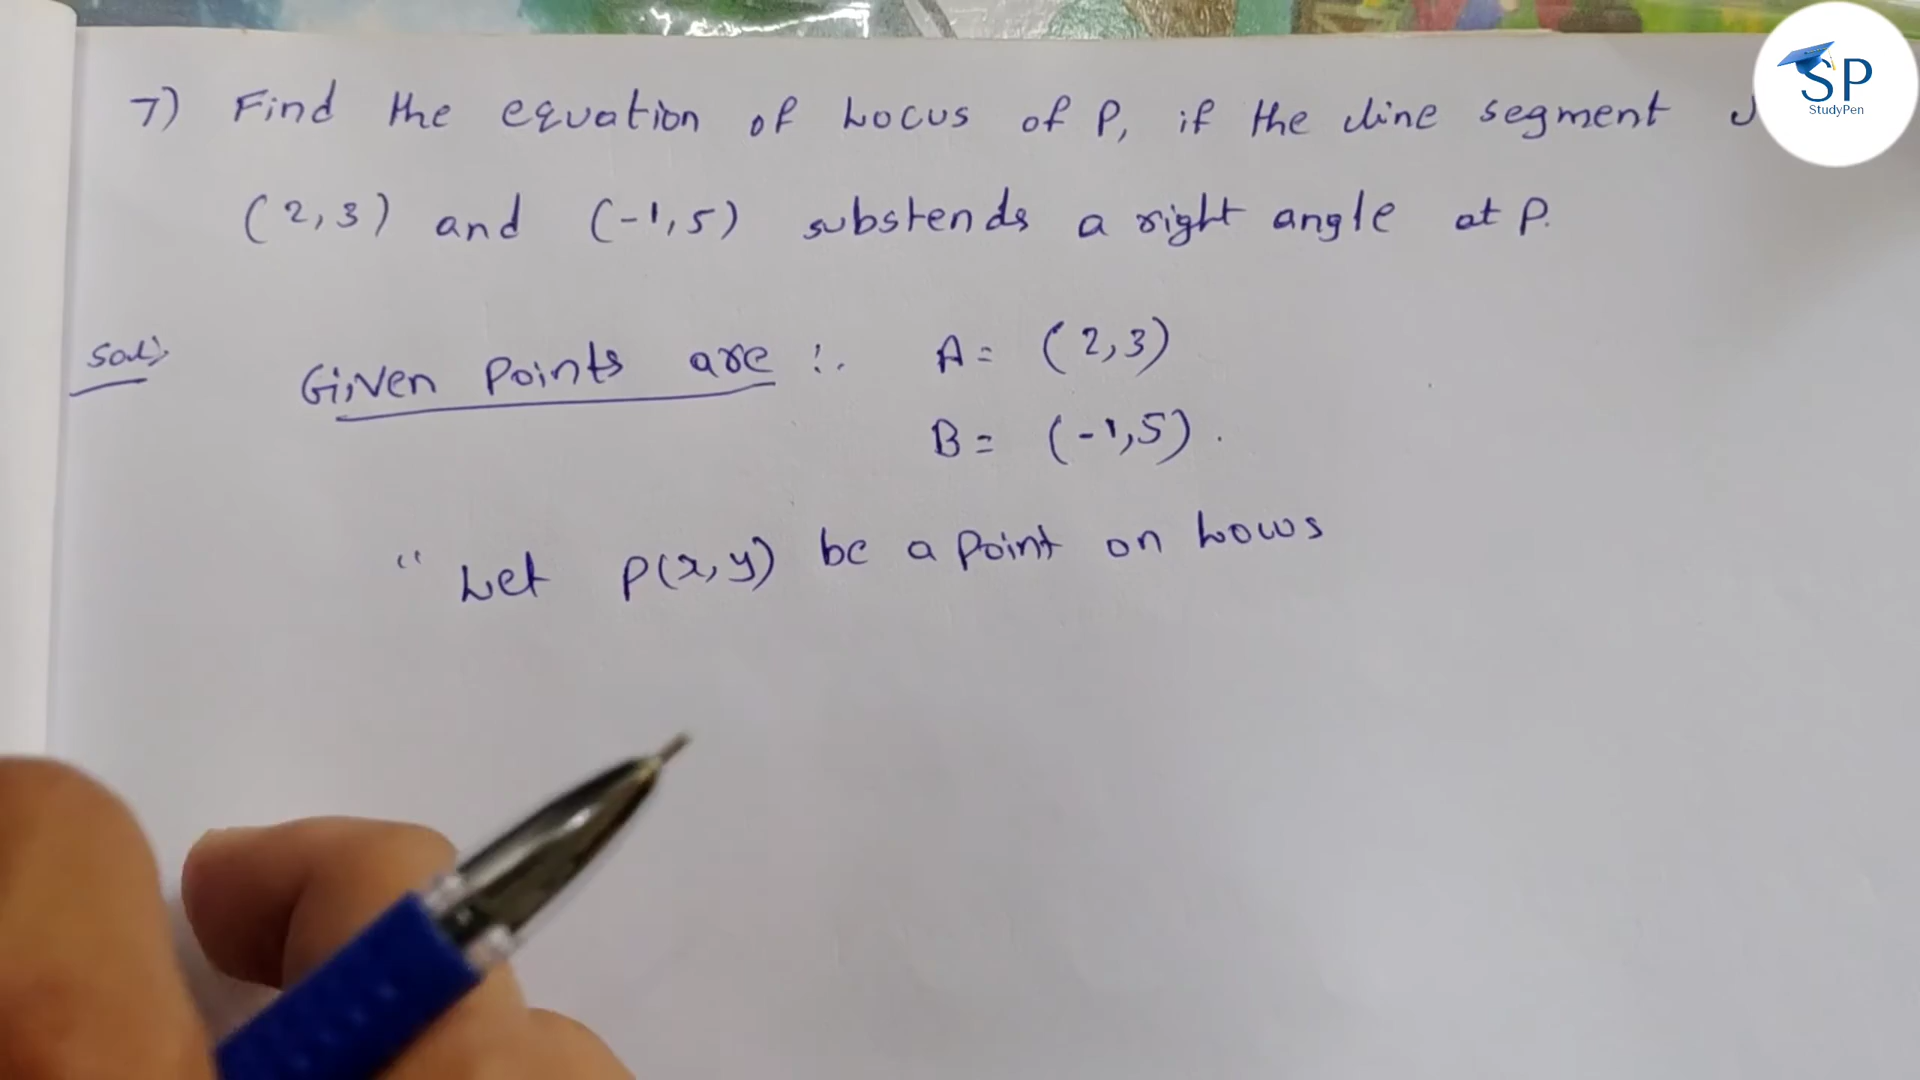 7) Find the equation of Locus of P, if the line segment
(2,3) and (-1,5) substends a right angle at P.
Sol:
Given Points are :. A = (2,3)
B = (-1,5).
"Let P(x,y) be a point on Locus
SP
StudyPen